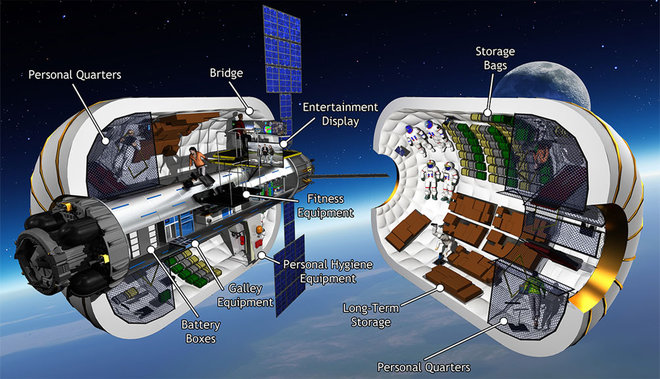 Personal Quarters
Bridge
Entertainment
Display
Storage
Bags
Fitness
Equipment
Personal Hygiene
Equipment
Galley
Equipment
Battery
Boxes
Long-Term
Storage
Personal Quarters